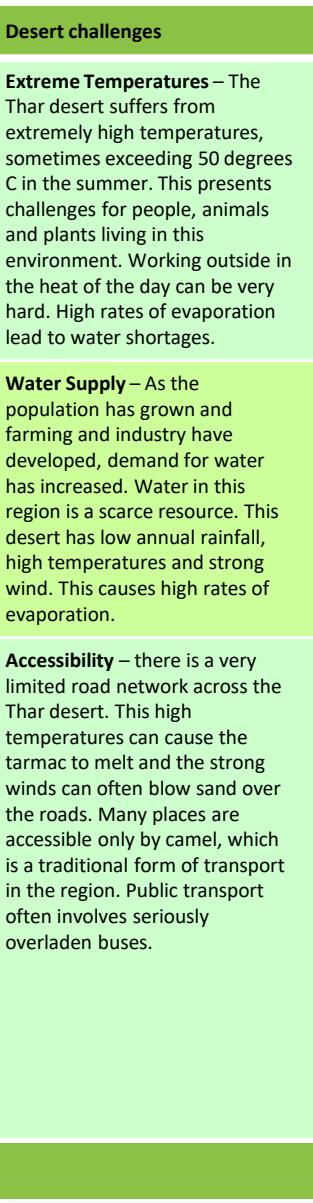 Desert challenges
Extreme Temperatures – The
Thar desert suffers from
extremely high temperatures,
sometimes exceeding 50 degrees
C in the summer. This presents
challenges for people, animals
and plants living in this
environment. Working outside in
the heat of the day can be very
hard. High rates of evaporation
lead to water shortages.
Water Supply – As the
population has grown and
farming and industry have
developed, demand for water
has increased. Water in this
region is a scarce resource. This
desert has low annual rainfall,
high temperatures and strong
wind. This causes high rates of
evaporation.
Accessibility – there is a very
limited road network across the
Thar desert. This high
temperatures can cause the
tarmac to melt and the strong
winds can often blow sand over
the roads. Many places are
accessible only by camel, which
is a traditional form of transport
in the region. Public transport
often involves seriously
overladen buses.